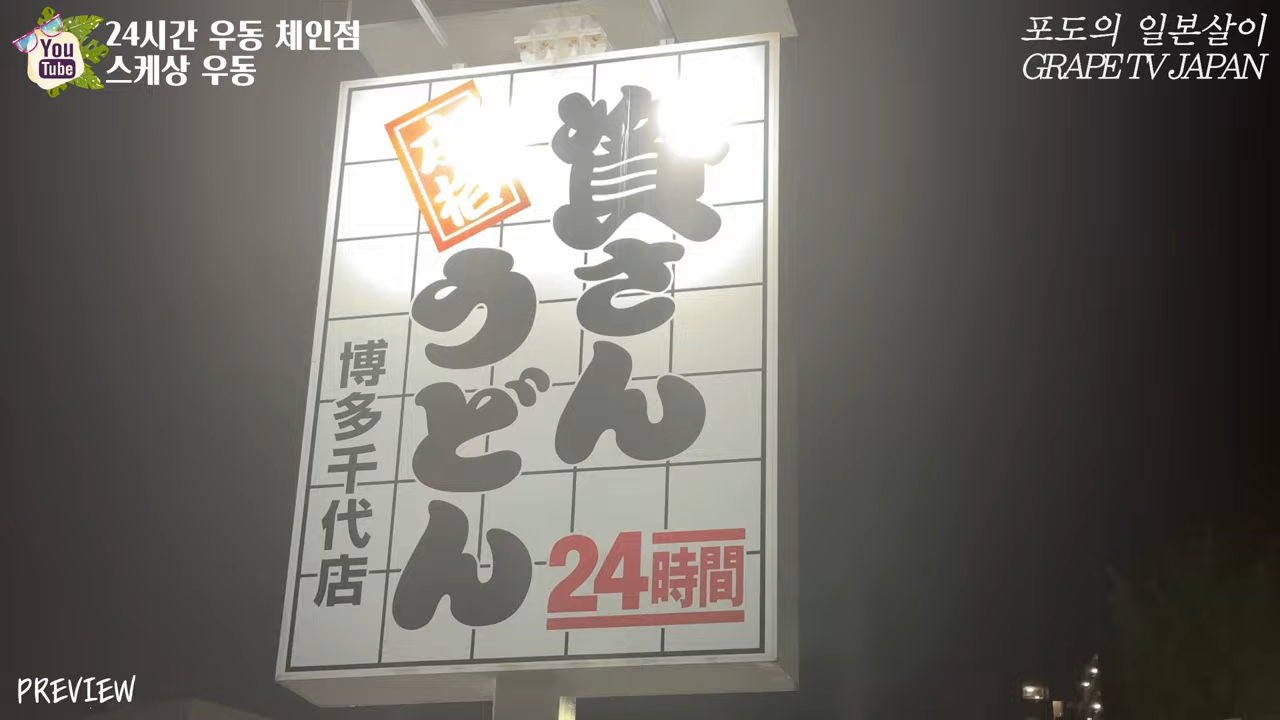 You
Tube
24시간 우동 체인점
스케상 우동
포도의 일본살이
GRAPE TV JAPAN
資さん
本格
うどん
博多千代店
24時間
PREVIEW